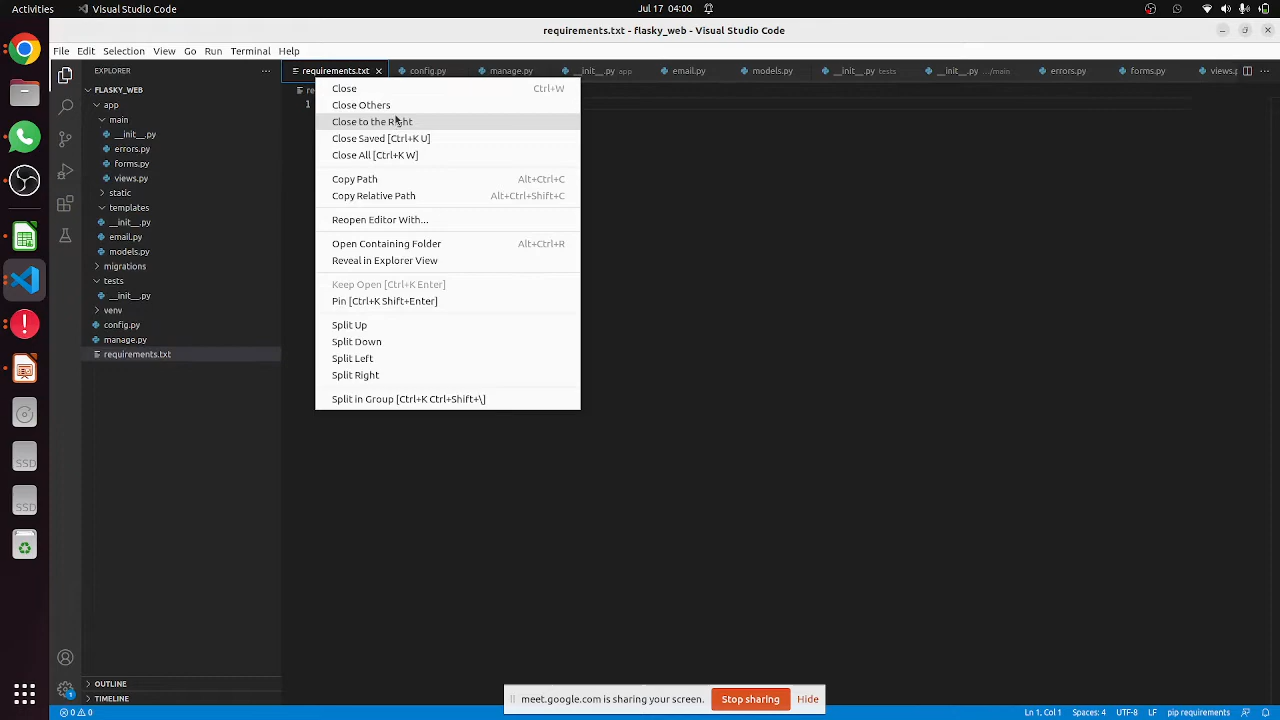 Activities
Visual Studio Code
Jul 17 04:00
requirements.txt - flasky_web - Visual Studio Code
File Edit Selection View Go Run Terminal Help
EXPLORER
requirements.txt
config.py
manage.py
__init__.py app
email.py
models.py
__init__.py tests
__init__.py .../main
errors.py
forms.py
views.
FLASKY_WEB
app
main
__init__.py
errors.py
forms.py
views.py
static
templates
__init__.py
email.py
models.py
migrations
tests
__init__.py
venv
config.py
manage.py
requirements.txt
OUTLINE
TIMELINE
1
Close Ctrl+W
Close Others
Close to the Right
Close Saved [Ctrl+K U]
Close All [Ctrl+K W]
Copy Path Alt+Ctrl+C
Copy Relative Path Alt+Ctrl+Shift+C
Reopen Editor With...
Open Containing Folder Alt+Ctrl+R
Reveal in Explorer View
Keep Open [Ctrl+K Enter]
Pin [Ctrl+K Shift+Enter]
Split Up
Split Down
Split Left
Split Right
Split in Group [Ctrl+K Ctrl+Shift+\]
SSD
SSD
meet.google.com is sharing your screen.
Stop sharing
Hide
1
0 0
Ln 1, Col 1
Spaces: 4
UTF-8
LF
pip requirements